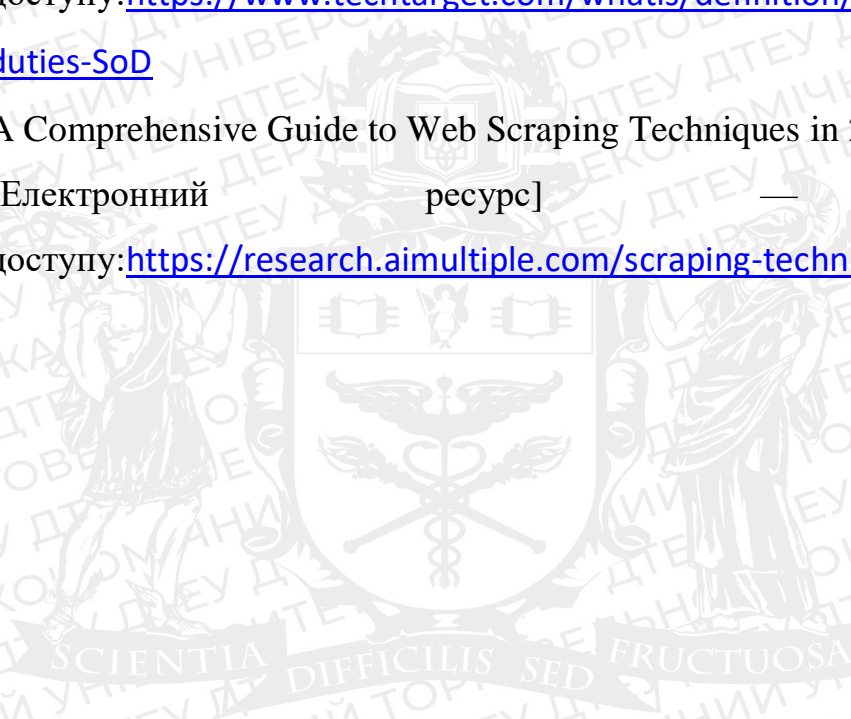 доступу:https://www.techtarget.com/whatis/definition/
duties-SoD
A Comprehensive Guide to Web Scraping Techniques in
Електронний ресурс] —
доступу:https://research.aimultiple.com/scraping-techn
SCIENTIA DIFFICILIS SED FRUCTUOSA